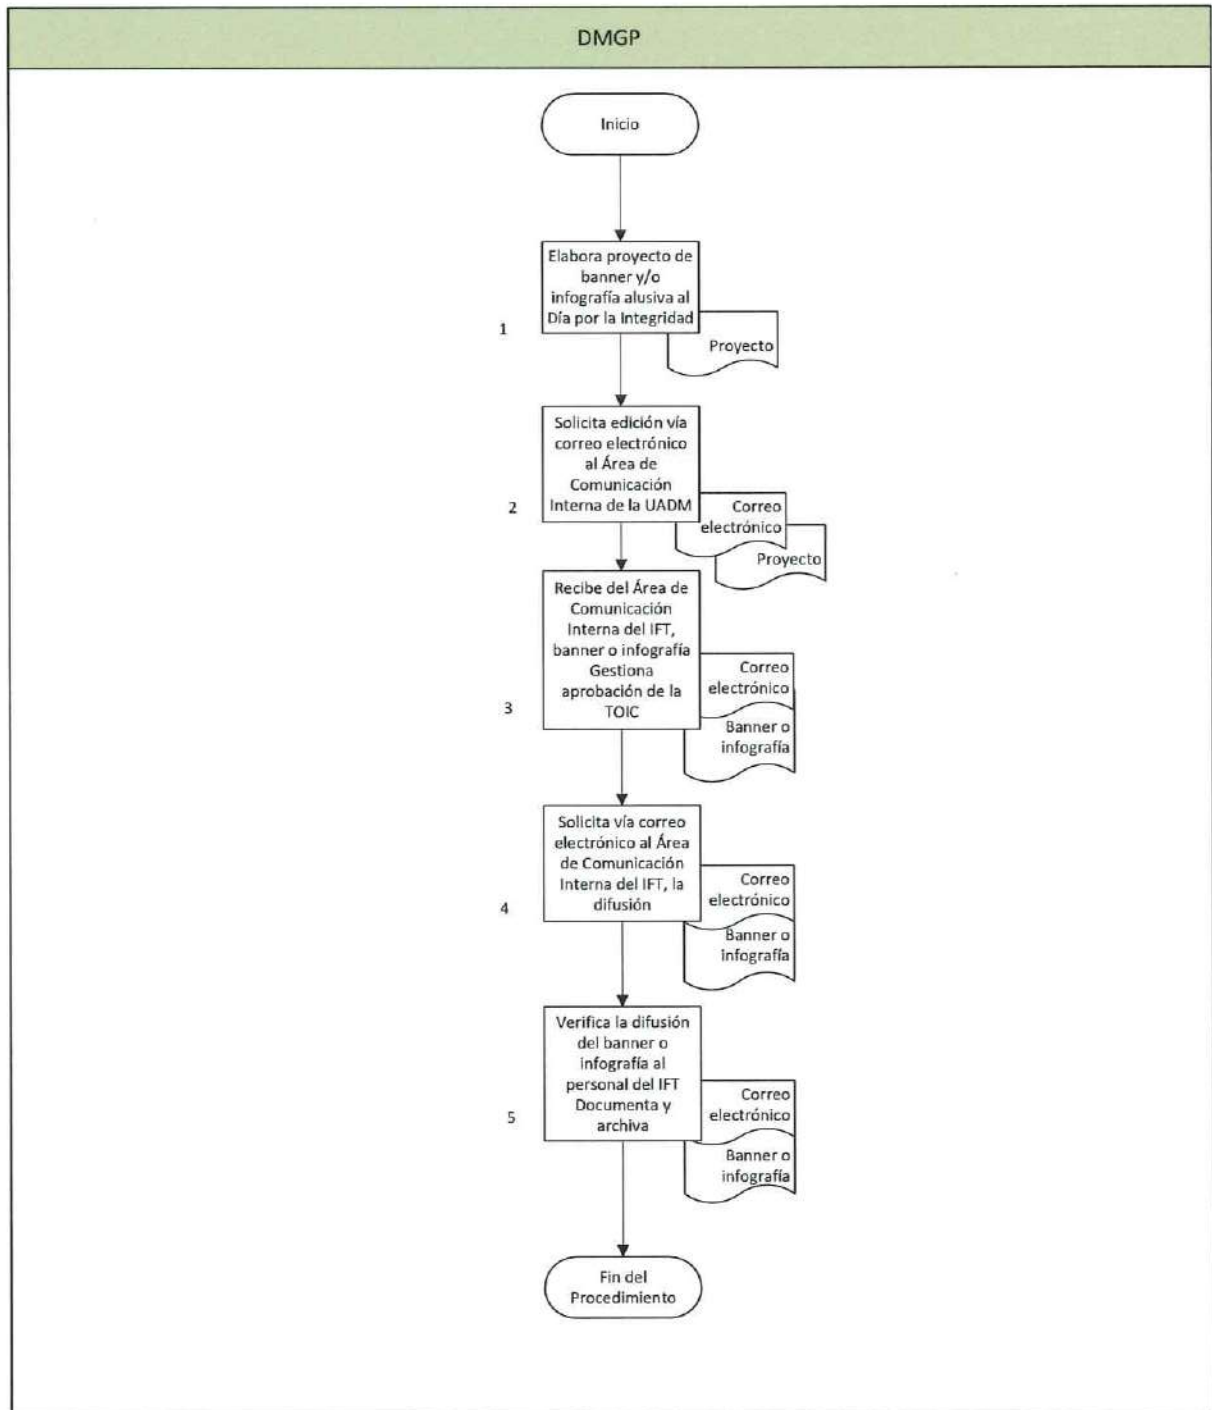 DMGP
Inicio
Elabora proyecto de
banner y/o
infografía alusiva al
Día por la Integridad
1
Proyecto
Solicita edición vía
correo electrónico
al Área de
Comunicación
Interna de la UADM
2
Correo
electrónico
Proyecto
Recibe del Área de
Comunicación
Interna del IFT,
banner o infografía
Gestiona
aprobación de la
TOIC
3
Correo
electrónico
Banner o
infografía
Solicita vía correo
electrónico al Área
de Comunicación
Interna del IFT, la
difusión
4
Correo
electrónico
Banner o
infografía
Verifica la difusión
del banner o
infografía al
personal del IFT
Documenta y
archiva
5
Correo
electrónico
Banner o
infografía
Fin del
Procedimiento